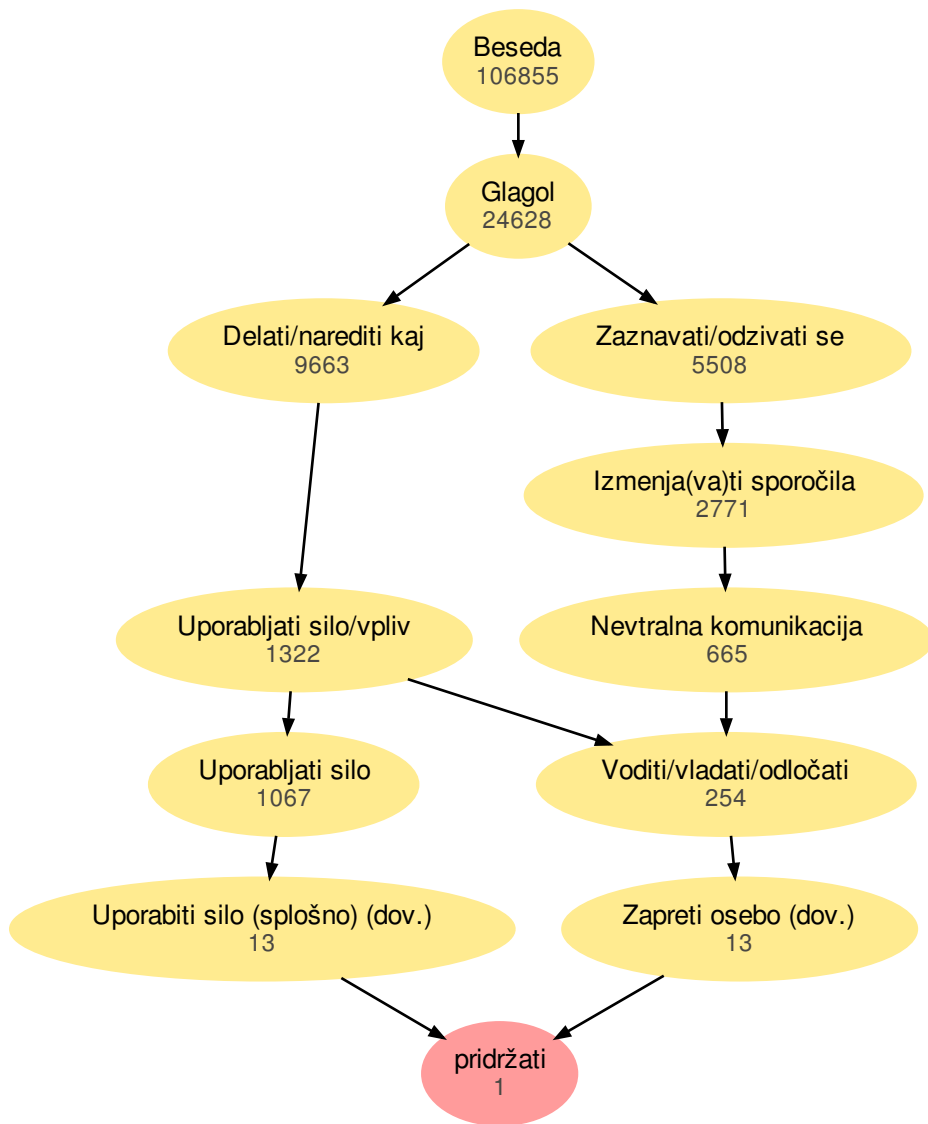 Beseda
106855
Glagol
24628
Delati/narediti kaj
9663
Zaznavati/odzivati se
5508
Izmenja(va)ti sporočila
2771
Uporabljati silo/vpliv
1322
Nevtralna komunikacija
665
Uporabljati silo
1067
Voditi/vladati/odločati
254
Uporabiti silo (splošno) (dov.)
13
Zapreti osebo (dov.)
13
pridržati
1